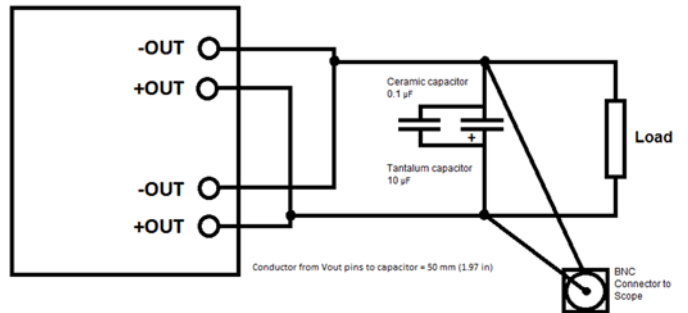 -OUT
+OUT
Ceramic capacitor
0.1 µF
+
Load
Tantalum capacitor
10 µF
-OUT
+OUT
Conductor from Vout pins to capacitor = 50 mm (1.97 in)
BNC
Connector to
Scope